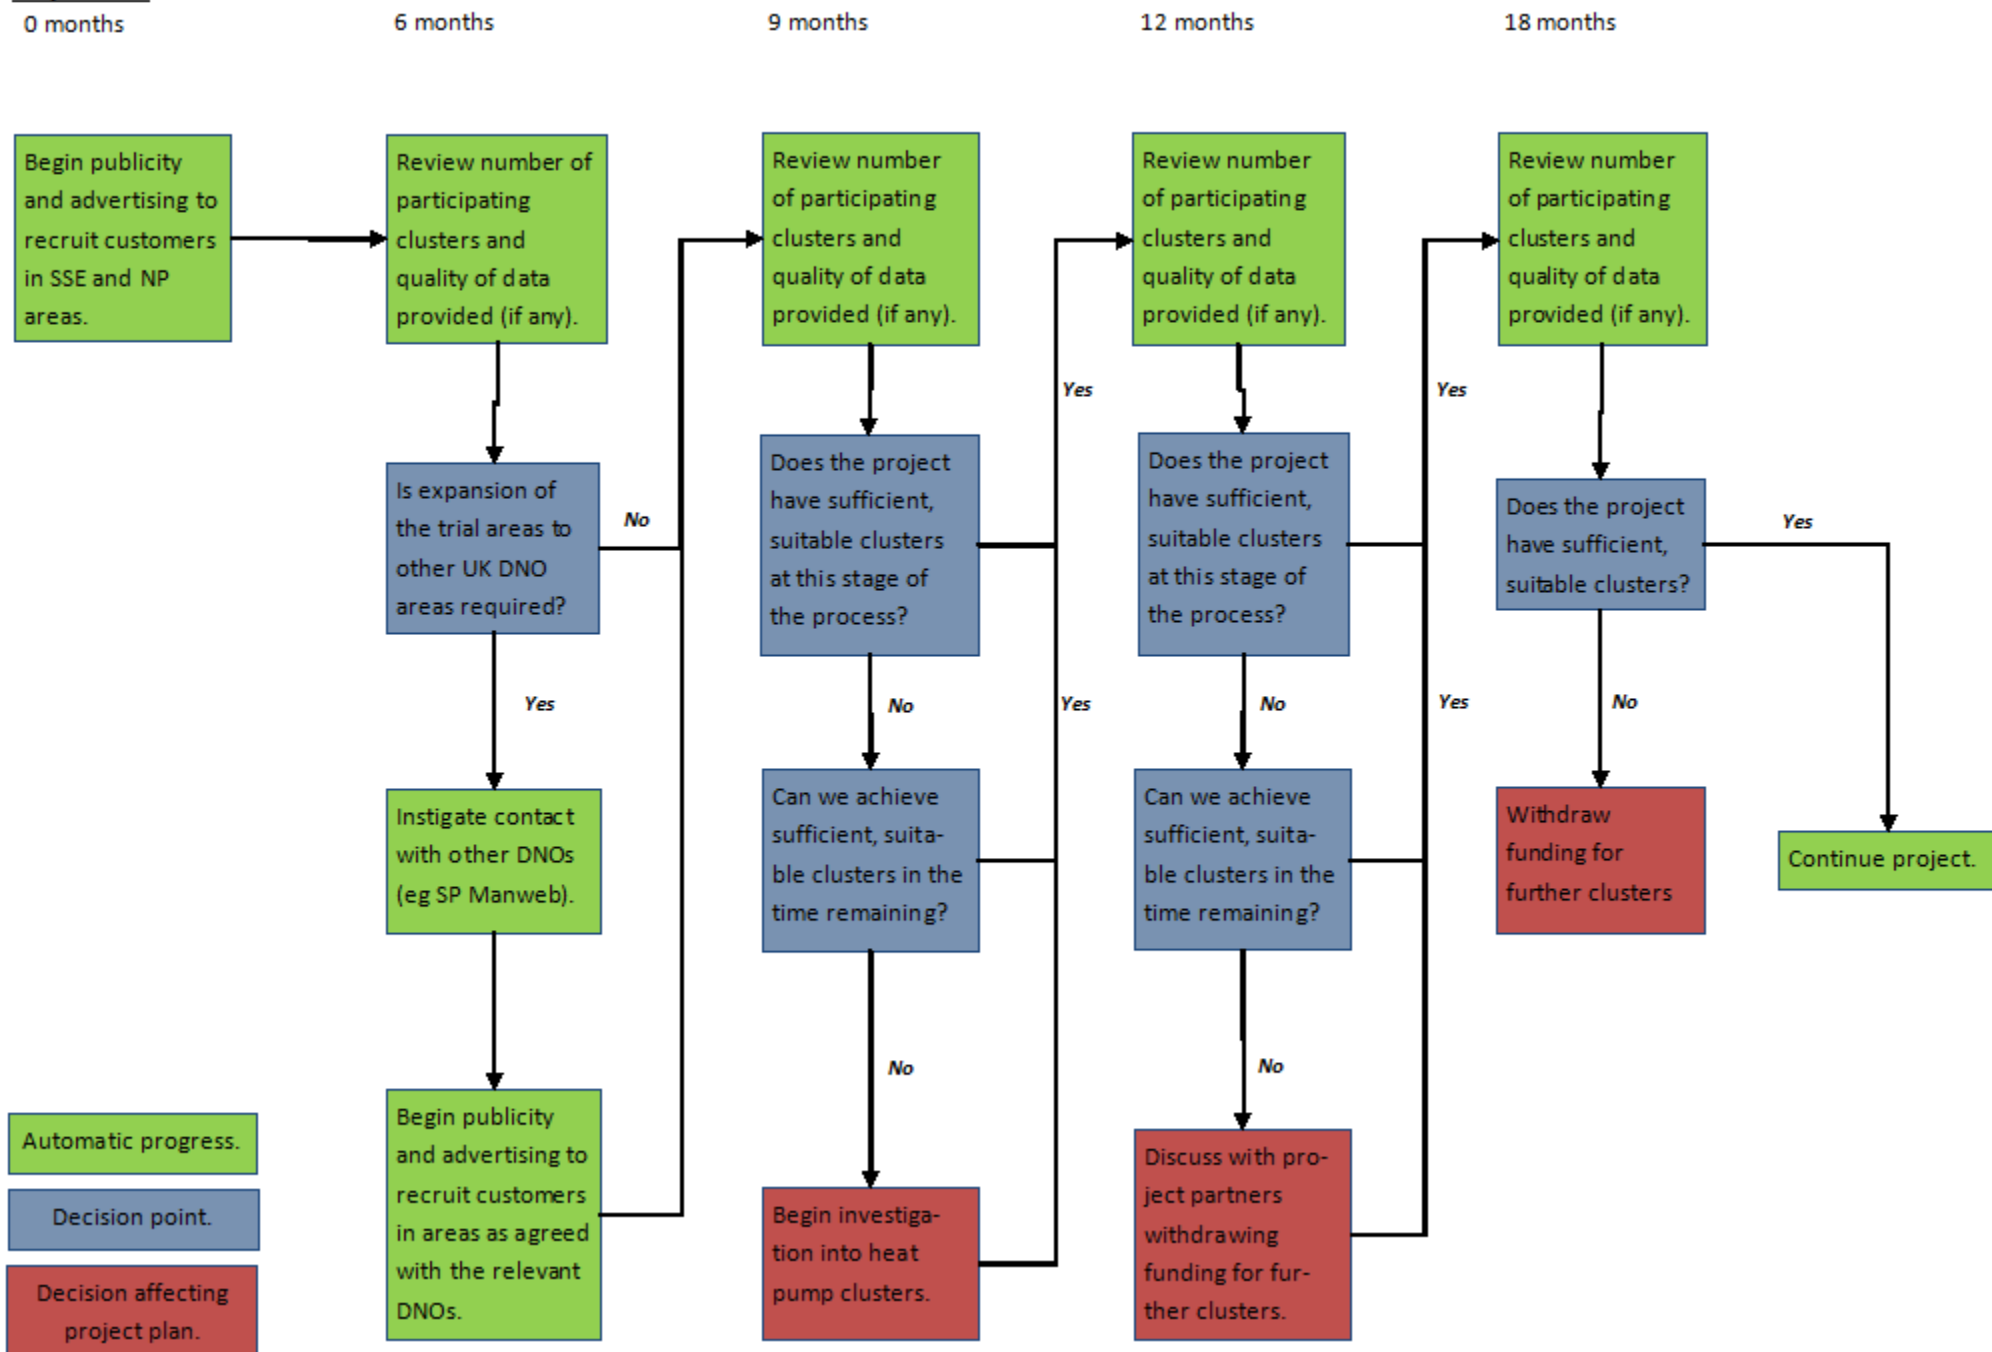 0 months
6 months
9 months
12 months
18 months
Begin publicity
and advertising to
recruit customers
in SSE and NP
areas.
Review number of
participating
clusters and
quality of data
provided (if any).
Is expansion of
the trial areas to
other UK DNO
areas required?
No
Yes
Instigate contact
with other DNOs
(eg SP Manweb).
Begin publicity
and advertising to
recruit customers
in areas as agreed
with the relevant
DNOs.
Review number
of participating
clusters and
quality of data
provided (if any).
Does the project
have sufficient,
suitable clusters
at this stage of
the process?
Yes
No
Can we achieve
sufficient, suita-
ble clusters in the
time remaining?
Yes
No
Begin investiga-
tion into heat
pump clusters.
Review number
of participating
clusters and
quality of data
provided (if any).
Does the project
have sufficient,
suitable clusters
at this stage of
the process?
Yes
No
Can we achieve
sufficient, suita-
ble clusters in the
time remaining?
Yes
No
Discuss with pro-
ject partners
withdrawing
funding for fur-
ther clusters.
Review number
of participating
clusters and
quality of data
provided (if any).
Does the project
have sufficient,
suitable clusters?
Yes
No
Withdraw
funding for
further clusters
Continue project.
Automatic progress.
Decision point.
Decision affecting
project plan.